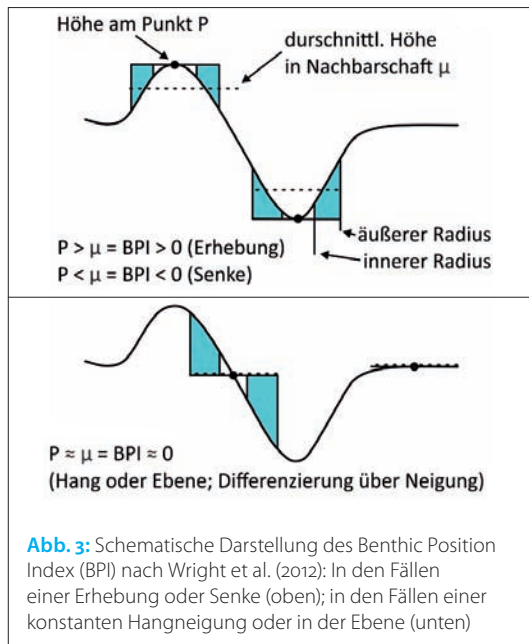 Höhe am Punkt P
durschnittl. Höhe
in Nachbarschaft μ
äußerer Radius
innerer Radius
P > μ = BPI > 0 (Erhebung)
P < μ = BPI < 0 (Senke)
P ≈ μ = BPI ≈ 0
(Hang oder Ebene; Differenzierung über Neigung)
Abb. 3: Schematische Darstellung des Benthic Position
Index (BPI) nach Wright et al. (2012): In den Fällen
einer Erhebung oder Senke (oben); in den Fällen einer
konstanten Hangneigung oder in der Ebene (unten)